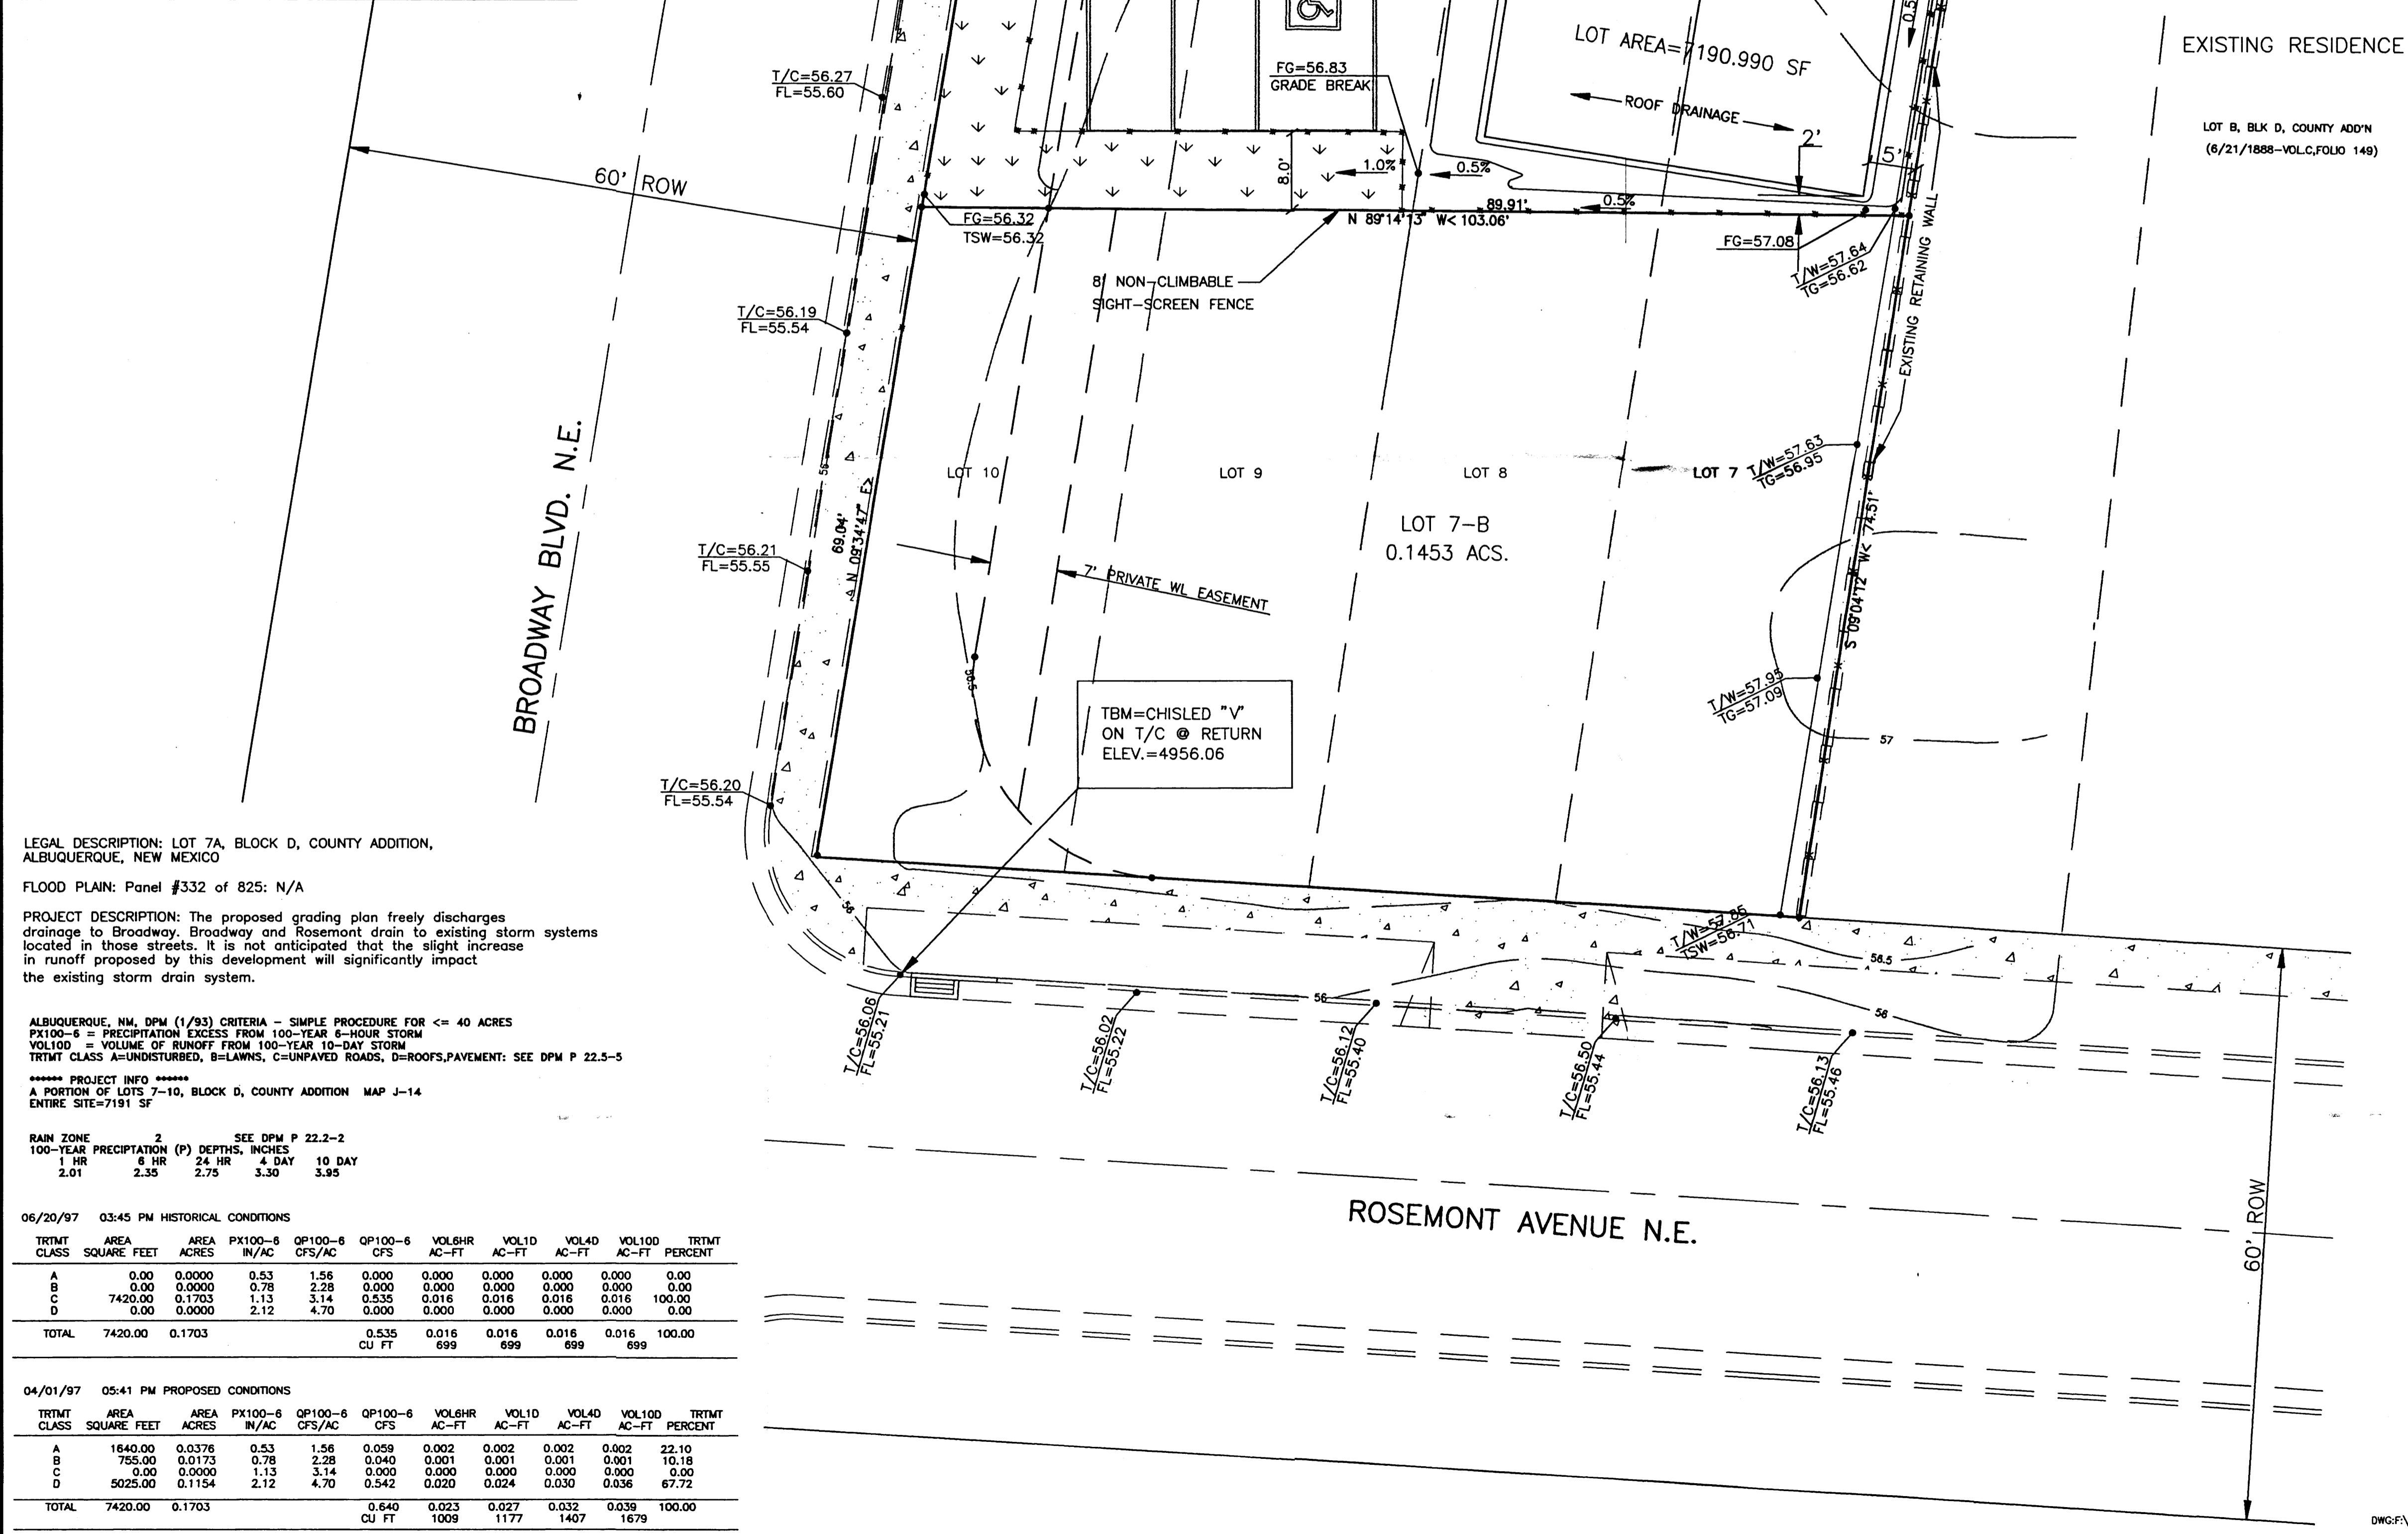 EXISTING RESIDENCE
LOT B, BLK D, COUNTY ADD'N
(6/21/1888-VOL.C,FOLIO 149)
LOT AREA=7190.990 SF
ROOF DRAINAGE
2'
5'
0.5
T/C=56.27
FL=55.60
FG=56.83
GRADE BREAK
60' ROW
8.0'
1.0%
0.5%
0.5%
89.91'
N 89°14'13" W< 103.06'
FG=56.32
TSW=56.32
FG=57.08
T/W=57.64
TG=56.62
EXISTING RETAINING WALL
8' NON-CLIMBABLE
SIGHT-SCREEN FENCE
T/C=56.19
FL=55.54
BROADWAY BLVD. N.E.
LOT 10
LOT 9
LOT 8
LOT 7
T/W=57.63
TG=56.95
LOT 7-B
0.1453 ACS.
T/C=56.21
FL=55.55
69.04'
N 09°34'47" E>
7' PRIVATE WL EASEMENT
S 09°04'12" W< 74.51'
56.5
T/W=57.95
TG=57.09
57
TBM=CHISLED "V"
ON T/C @ RETURN
ELEV.=4956.06
T/C=56.20
FL=55.54
56
T/W=57.85
TSW=56.71
56.5
56
56
T/C=56.06
FL=55.21
T/C=56.02
FL=55.22
T/C=56.12
FL=55.40
T/C=56.50
FL=55.44
T/C=56.13
FL=55.46
ROSEMONT AVENUE N.E.
60' ROW
DWG:F:\
LEGAL DESCRIPTION: LOT 7A, BLOCK D, COUNTY ADDITION,
ALBUQUERQUE, NEW MEXICO
FLOOD PLAIN: Panel #332 of 825: N/A
PROJECT DESCRIPTION: The proposed grading plan freely discharges
drainage to Broadway. Broadway and Rosemont drain to existing storm systems
located in those streets. It is not anticipated that the slight increase
in runoff proposed by this development will significantly impact
the existing storm drain system.
ALBUQUERQUE, NM, DPM (1/93) CRITERIA - SIMPLE PROCEDURE FOR <= 40 ACRES
PX100-6 = PRECIPITATION EXCESS FROM 100-YEAR 6-HOUR STORM
VOL10D = VOLUME OF RUNOFF FROM 100-YEAR 10-DAY STORM
TRTMT CLASS A=UNDISTURBED, B=LAWNS, C=UNPAVED ROADS, D=ROOFS,PAVEMENT: SEE DPM P 22.5-5
****** PROJECT INFO ******
A PORTION OF LOTS 7-10, BLOCK D, COUNTY ADDITION MAP J-14
ENTIRE SITE=7191 SF
RAIN ZONE 2 SEE DPM P 22.2-2
100-YEAR PRECIPTATION (P) DEPTHS, INCHES
1 HR 6 HR 24 HR 4 DAY 10 DAY
2.01 2.35 2.75 3.30 3.95
06/20/97 03:45 PM HISTORICAL CONDITIONS
TRTMT AREA AREA PX100-6 QP100-6 QP100-6 VOL6HR VOL1D VOL4D VOL10D TRTMT
CLASS SQUARE FEET ACRES IN/AC CFS/AC CFS AC-FT AC-FT AC-FT AC-FT PERCENT
A 0.00 0.0000 0.53 1.56 0.000 0.000 0.000 0.000 0.000 0.00
B 0.00 0.0000 0.78 2.28 0.000 0.000 0.000 0.000 0.000 0.00
C 7420.00 0.1703 1.13 3.14 0.535 0.016 0.016 0.016 0.016 100.00
D 0.00 0.0000 2.12 4.70 0.000 0.000 0.000 0.000 0.000 0.00
TOTAL 7420.00 0.1703 0.535 0.016 0.016 0.016 0.016 100.00
CU FT 699 699 699 699
04/01/97 05:41 PM PROPOSED CONDITIONS
TRTMT AREA AREA PX100-6 QP100-6 QP100-6 VOL6HR VOL1D VOL4D VOL10D TRTMT
CLASS SQUARE FEET ACRES IN/AC CFS/AC CFS AC-FT AC-FT AC-FT AC-FT PERCENT
A 1640.00 0.0376 0.53 1.56 0.059 0.002 0.002 0.002 0.002 22.10
B 755.00 0.0173 0.78 2.28 0.040 0.001 0.001 0.001 0.001 10.18
C 0.00 0.0000 1.13 3.14 0.000 0.000 0.000 0.000 0.000 0.00
D 5025.00 0.1154 2.12 4.70 0.542 0.020 0.024 0.030 0.036 67.72
TOTAL 7420.00 0.1703 0.640 0.023 0.027 0.032 0.039 100.00
CU FT 1009 1177 1407 1679